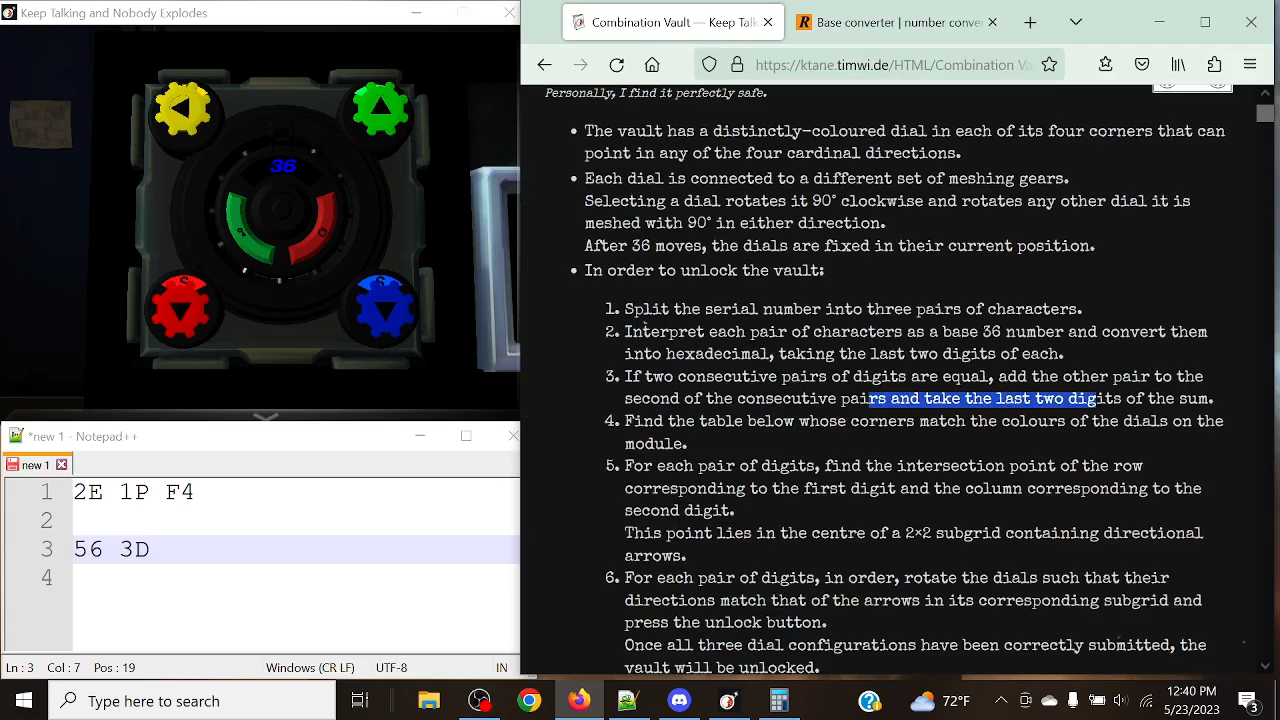 Keep Talking and Nobody Explodes
36
S
S
*new 1 - Notepad++
new 1
1 2E 1P F4
2
3 56 3D
4
Ln: 3 Col: 7 Pos: 19 Windows (CR LF) UTF-8 IN
Combination Vault — Keep Talk
Base converter | number conver
https://ktane.timwi.de/HTML/Combination Va
Personally, I find it perfectly safe.
• The vault has a distinctly-coloured dial in each of its four corners that can
point in any of the four cardinal directions.
• Each dial is connected to a different set of meshing gears.
Selecting a dial rotates it 90° clockwise and rotates any other dial it is
meshed with 90° in either direction.
After 36 moves, the dials are fixed in their current position.
• In order to unlock the vault:
1. Split the serial number into three pairs of characters.
2. Interpret each pair of characters as a base 36 number and convert them
into hexadecimal, taking the last two digits of each.
3. If two consecutive pairs of digits are equal, add the other pair to the
second of the consecutive pairs and take the last two digits of the sum.
4. Find the table below whose corners match the colours of the dials on the
module.
5. For each pair of digits, find the intersection point of the row
corresponding to the first digit and the column corresponding to the
second digit.
This point lies in the centre of a 2×2 subgrid containing directional
arrows.
6. For each pair of digits, in order, rotate the dials such that their
directions match that of the arrows in its corresponding subgrid and
press the unlock button.
Once all three dial configurations have been correctly submitted, the
vault will be unlocked.
Type here to search
72°F
12:40 PM
5/23/2023
3